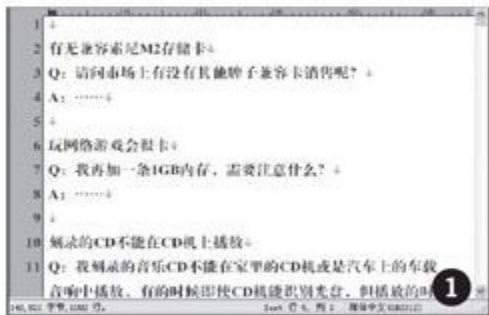 1
2 有无兼容索尼M2存储卡
3 Q：请问市场上有没有其他牌子兼容卡销售呢？
4 A：……
5
6 玩网络游戏会很卡
7 Q：我再加一条1GB内存，需要注意什么？
8 A：……
9
10 刻录的CD不能在CD机上播放
11 Q：我刻录的音乐CD不能在家里的CD机或是汽车上的车载
音响中播放，有的时候即使CD机能识别光盘，但播放的时
1